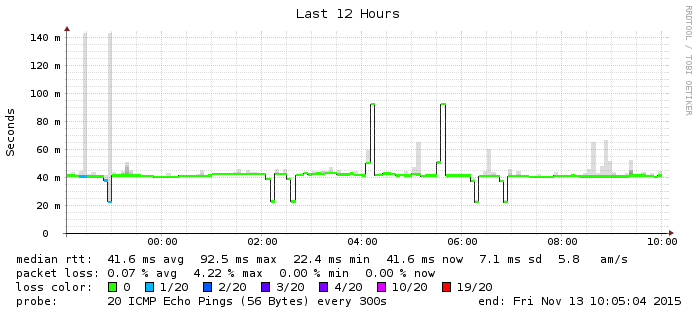 Last 12 Hours
RRDTOOL / TOBI OETIKER
Seconds
140 m
120 m
100 m
80 m
60 m
40 m
20 m
0
00:00 02:00 04:00 06:00 08:00 10:00
median rtt: 41.6 ms avg 92.5 ms max 22.4 ms min 41.6 ms now 7.1 ms sd 5.8 am/s
packet loss: 0.07 % avg 4.22 % max 0.00 % min 0.00 % now
loss color: 0 1/20 2/20 3/20 4/20 10/20 19/20
probe: 20 ICMP Echo Pings (56 Bytes) every 300s end: Fri Nov 13 10:05:04 2015